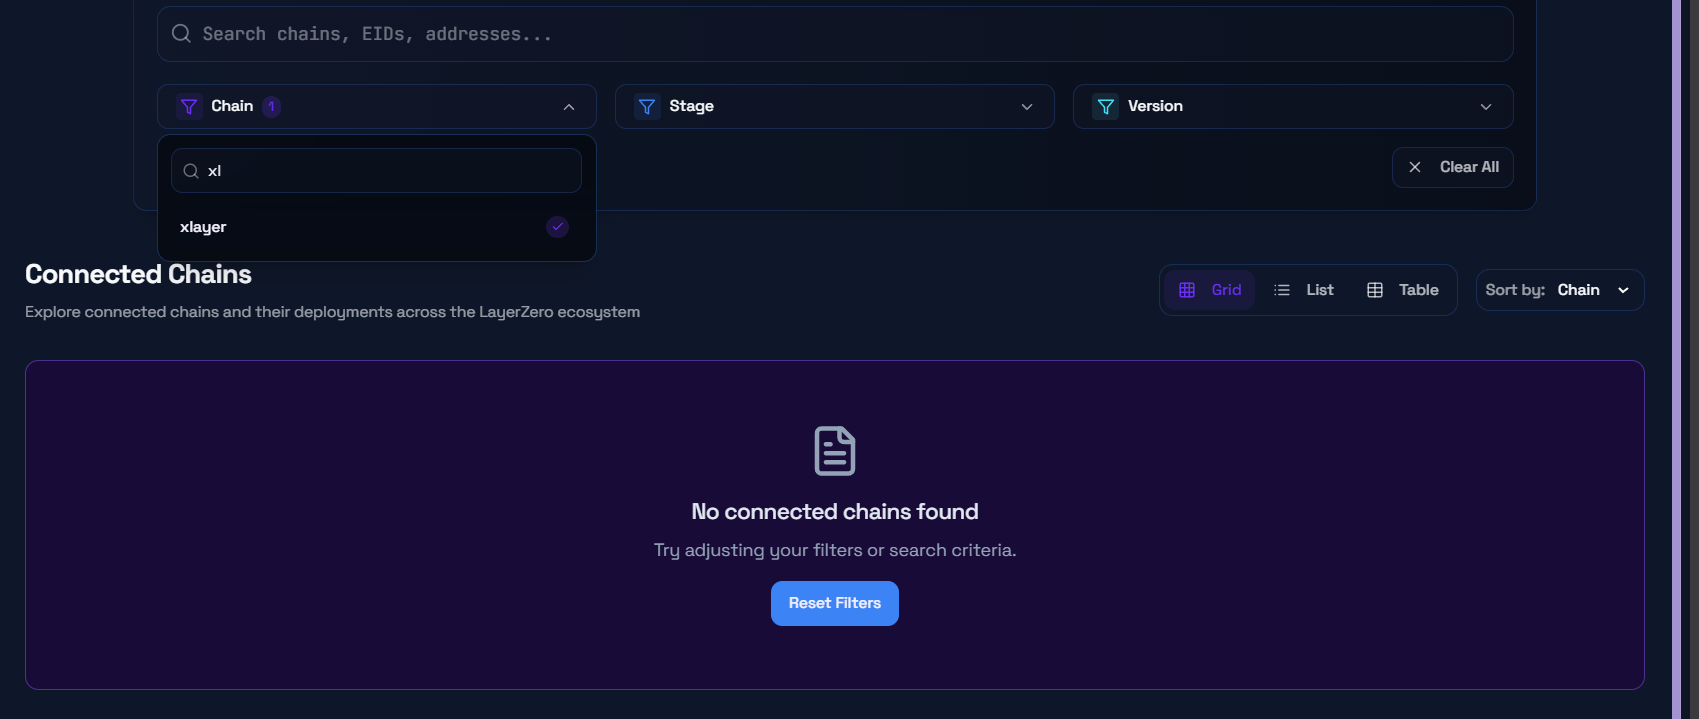 Search chains, EIDs, addresses...
Chain 1
Stage
Version
xl
Clear All
xlayer
Connected Chains
Explore connected chains and their deployments across the LayerZero ecosystem
Grid
List
Table
Sort by: Chain
No connected chains found
Try adjusting your filters or search criteria.
Reset Filters